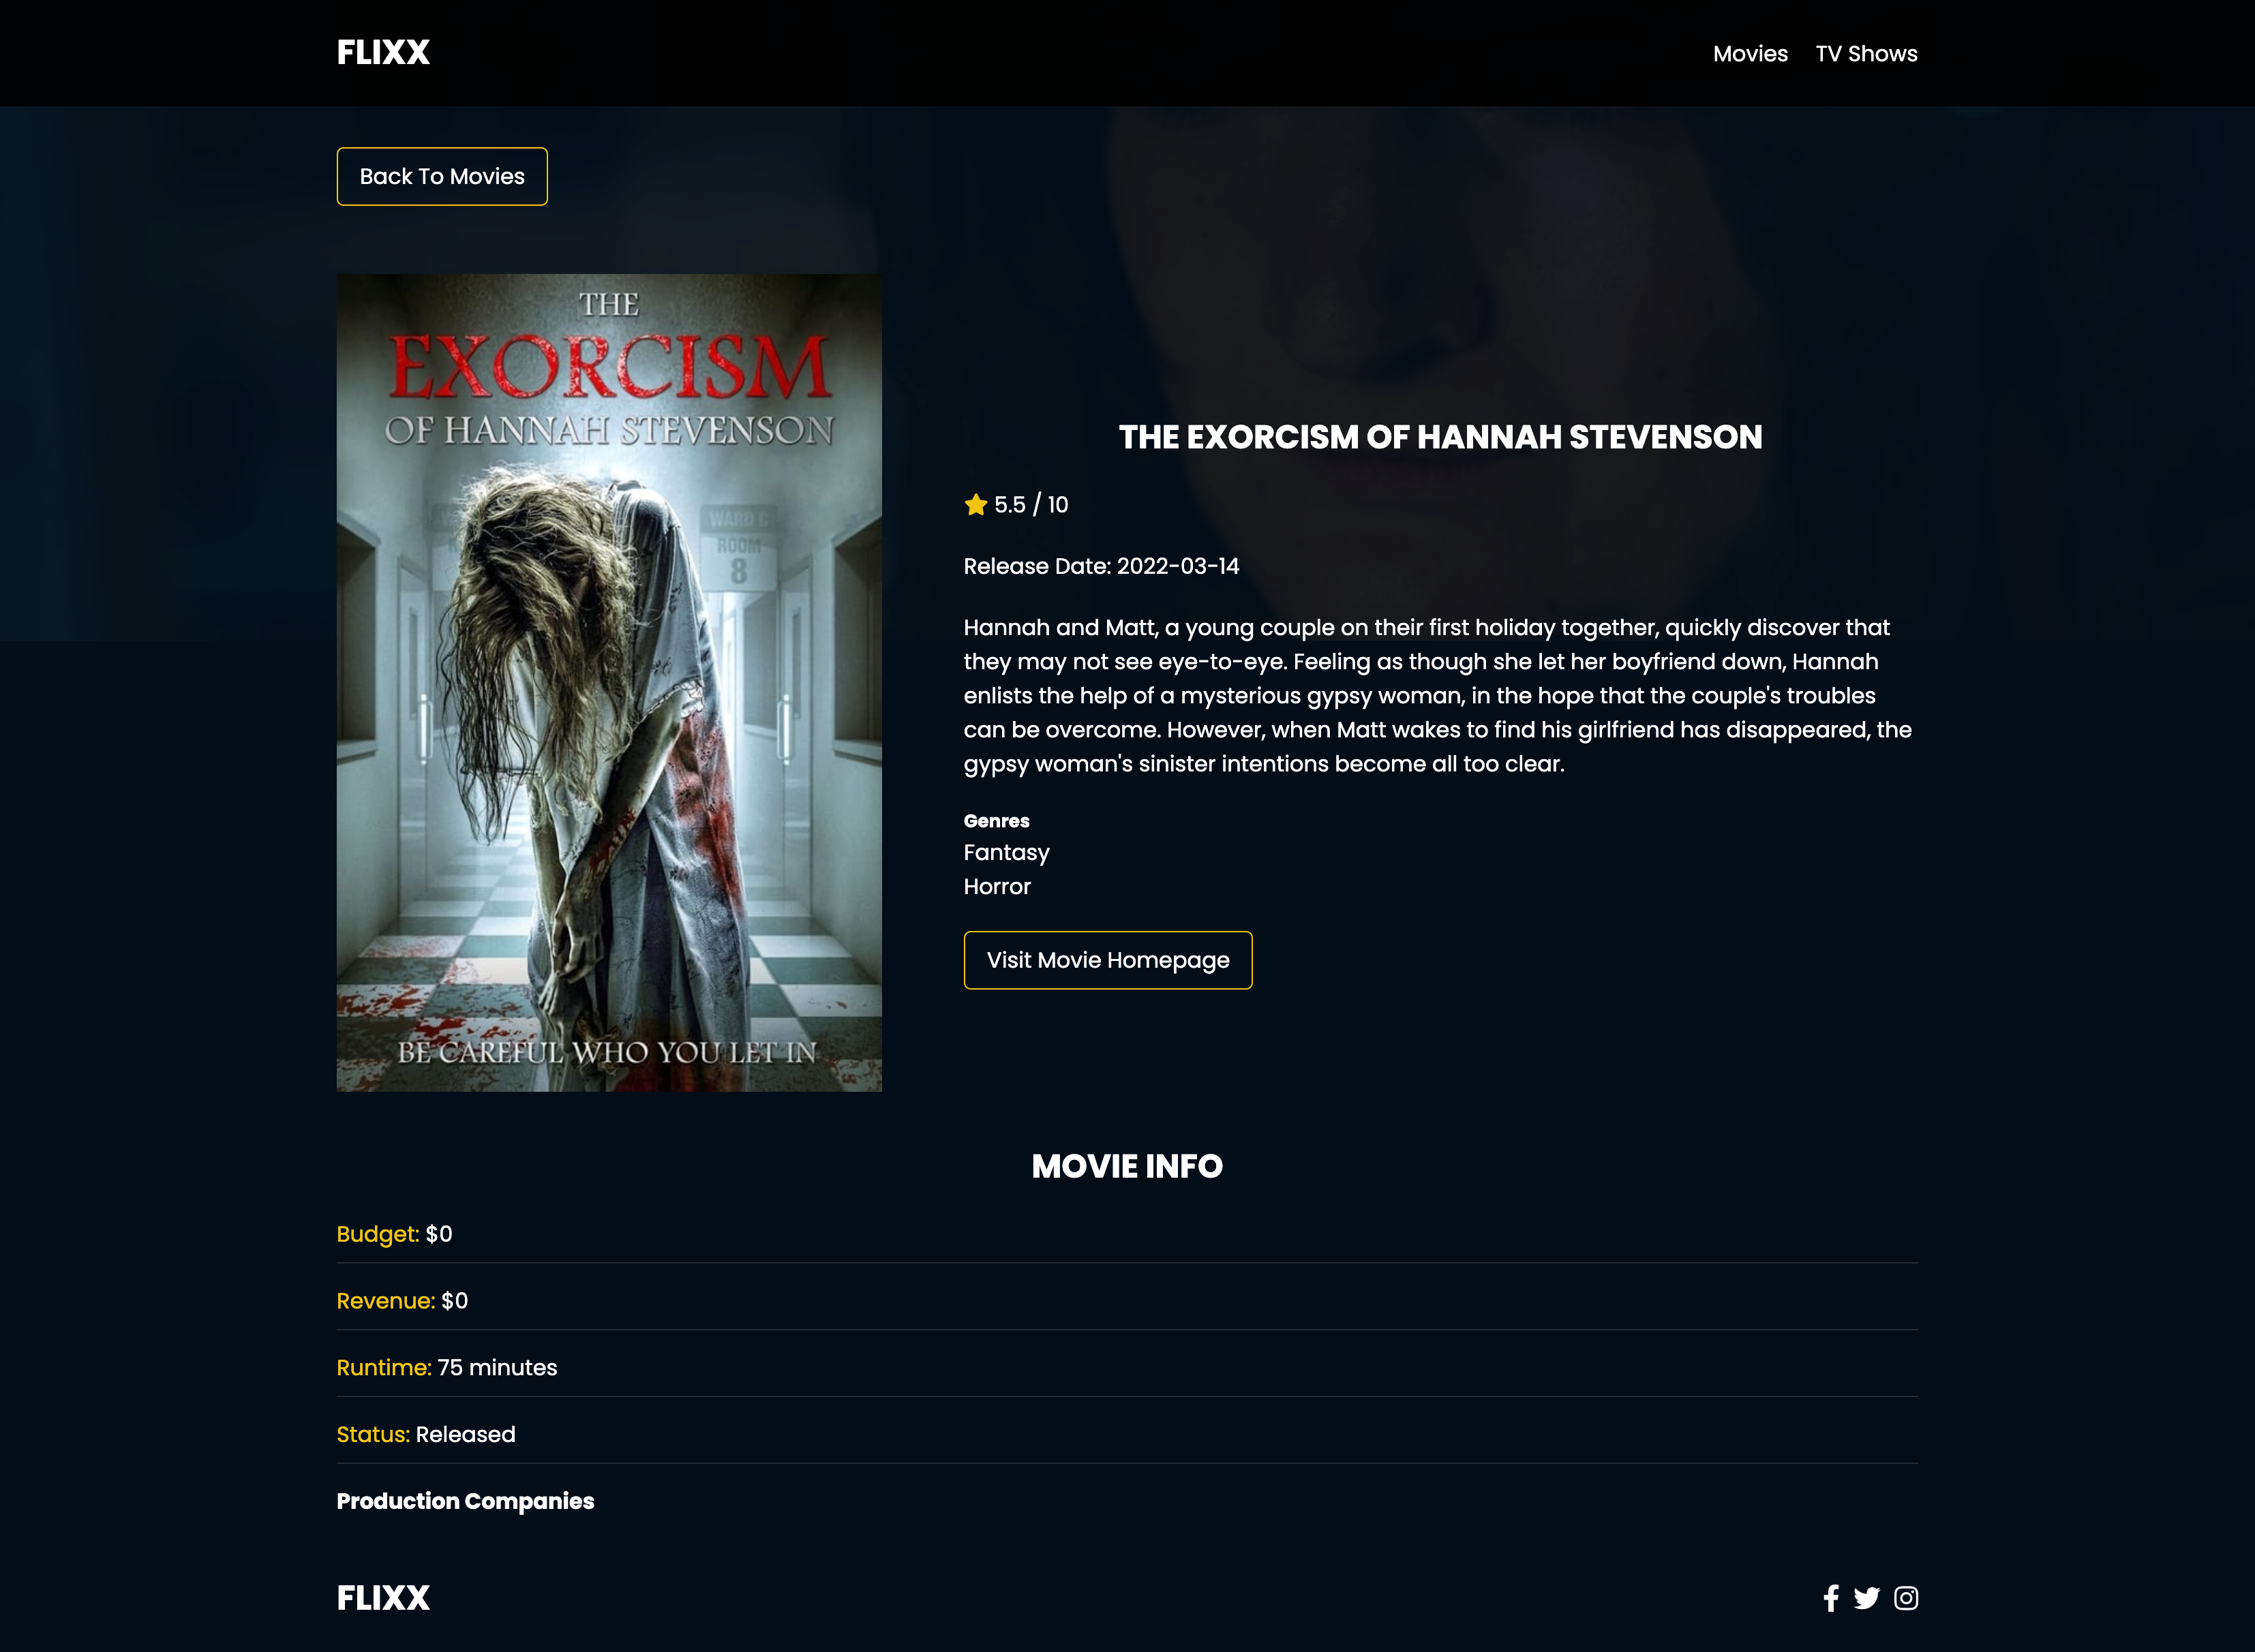 FLIXX
Movies TV Shows
Back To Movies
THE
EXORCISM
OF HANNAH STEVENSON
WARD C
ROOM
8
BE CAREFUL WHO YOU LET IN
THE EXORCISM OF HANNAH STEVENSON
5.5 / 10
Release Date: 2022-03-14
Hannah and Matt, a young couple on their first holiday together, quickly discover that
they may not see eye-to-eye. Feeling as though she let her boyfriend down, Hannah
enlists the help of a mysterious gypsy woman, in the hope that the couple's troubles
can be overcome. However, when Matt wakes to find his girlfriend has disappeared, the
gypsy woman's sinister intentions become all too clear.
Genres
Fantasy
Horror
Visit Movie Homepage
MOVIE INFO
Budget: $0
Revenue: $0
Runtime: 75 minutes
Status: Released
Production Companies
FLIXX